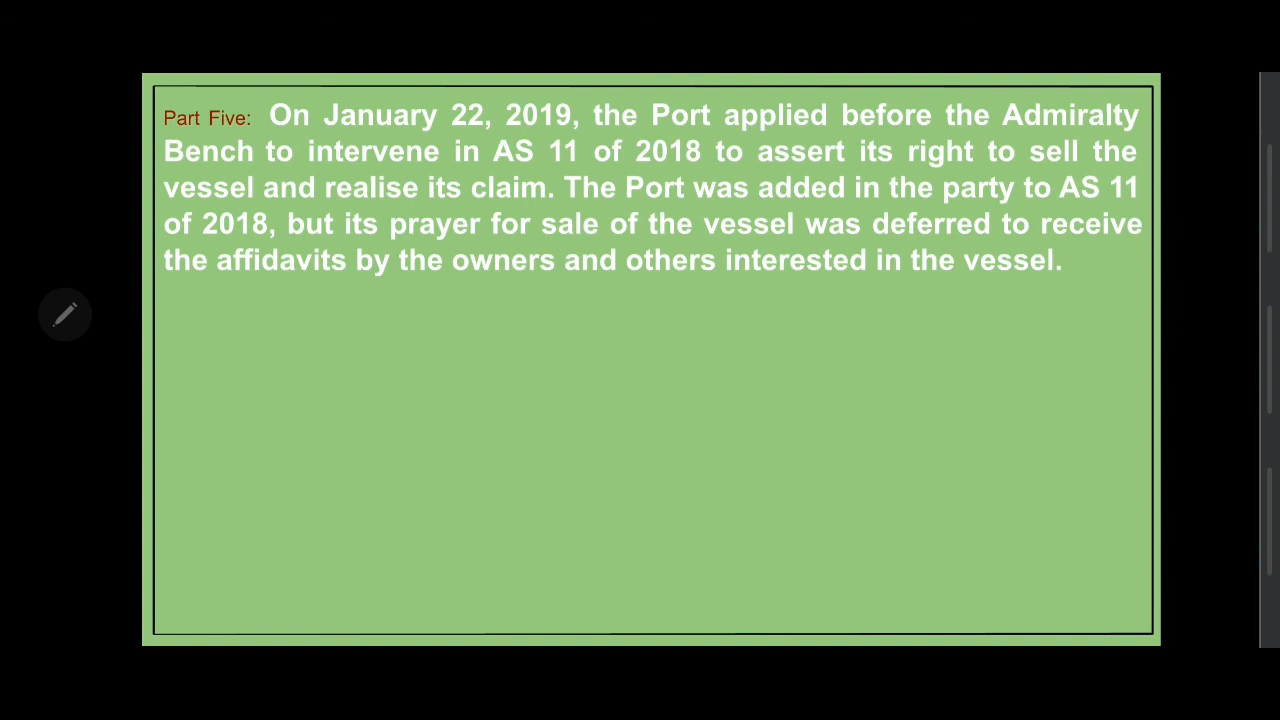 Part Five: On January 22, 2019, the Port applied before the Admiralty
Bench to intervene in AS 11 of 2018 to assert its right to sell the
vessel and realise its claim. The Port was added in the party to AS 11
of 2018, but its prayer for sale of the vessel was deferred to receive
the affidavits by the owners and others interested in the vessel.